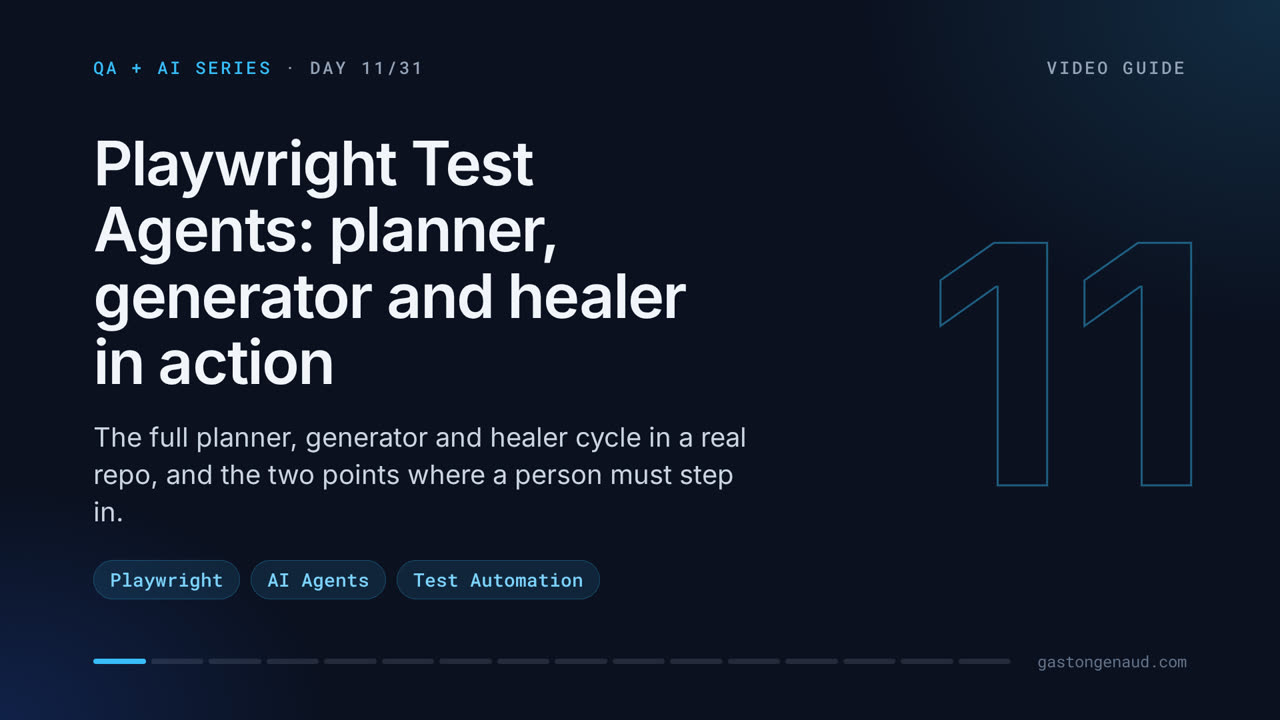 QA + AI SERIES · DAY 11/31
VIDEO GUIDE
Playwright Test
Agents: planner,
generator and healer
in action
11
The full planner, generator and healer cycle in a real
repo, and the two points where a person must step
in.
Playwright
AI Agents
Test Automation
gastongenaud.com